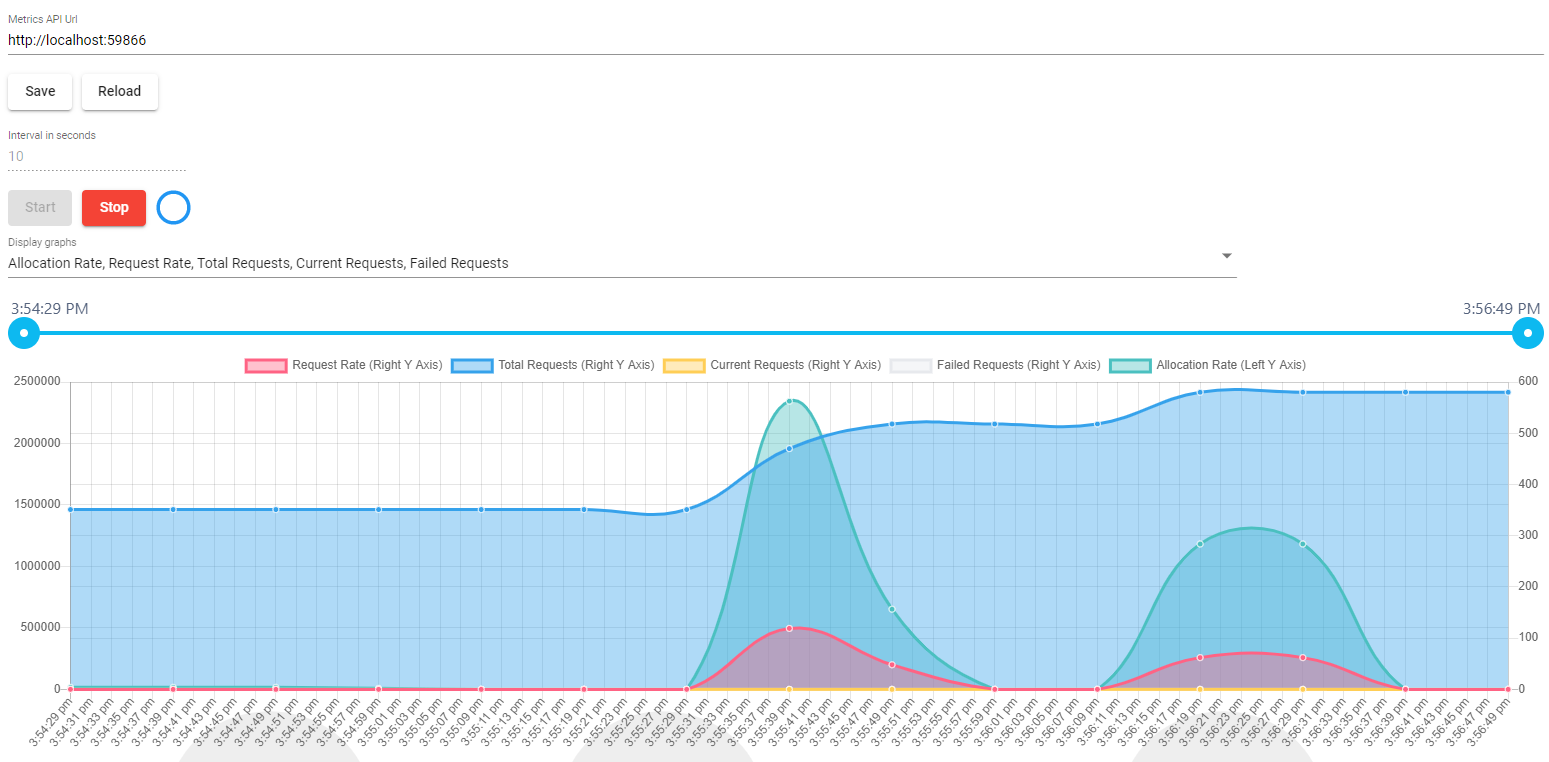 Metrics API Url
http://localhost:59866
Save Reload
Interval in seconds
10
Start Stop
Display graphs
Allocation Rate, Request Rate, Total Requests, Current Requests, Failed Requests
3:54:29 PM 3:56:49 PM
Request Rate (Right Y Axis) Total Requests (Right Y Axis) Current Requests (Right Y Axis) Failed Requests (Right Y Axis) Allocation Rate (Left Y Axis)
2500000 600
2000000 500
400
1500000
300
1000000
200
500000
100
0 0
3:54:29 pm 3:54:31 pm 3:54:33 pm 3:54:35 pm 3:54:37 pm 3:54:39 pm 3:54:41 pm 3:54:43 pm 3:54:45 pm 3:54:47 pm 3:54:49 pm 3:54:51 pm 3:54:53 pm 3:54:55 pm 3:54:57 pm 3:54:59 pm 3:55:01 pm 3:55:03 pm 3:55:05 pm 3:55:07 pm 3:55:09 pm 3:55:11 pm 3:55:13 pm 3:55:15 pm 3:55:17 pm 3:55:19 pm 3:55:21 pm 3:55:23 pm 3:55:25 pm 3:55:27 pm 3:55:29 pm 3:55:31 pm 3:55:33 pm 3:55:35 pm 3:55:37 pm 3:55:39 pm 3:55:41 pm 3:55:43 pm 3:55:45 pm 3:55:47 pm 3:55:49 pm 3:55:51 pm 3:55:53 pm 3:55:55 pm 3:55:57 pm 3:55:59 pm 3:56:01 pm 3:56:03 pm 3:56:05 pm 3:56:07 pm 3:56:09 pm 3:56:11 pm 3:56:13 pm 3:56:15 pm 3:56:17 pm 3:56:19 pm 3:56:21 pm 3:56:23 pm 3:56:25 pm 3:56:27 pm 3:56:29 pm 3:56:31 pm 3:56:33 pm 3:56:35 pm 3:56:37 pm 3:56:39 pm 3:56:41 pm 3:56:43 pm 3:56:45 pm 3:56:47 pm 3:56:49 pm